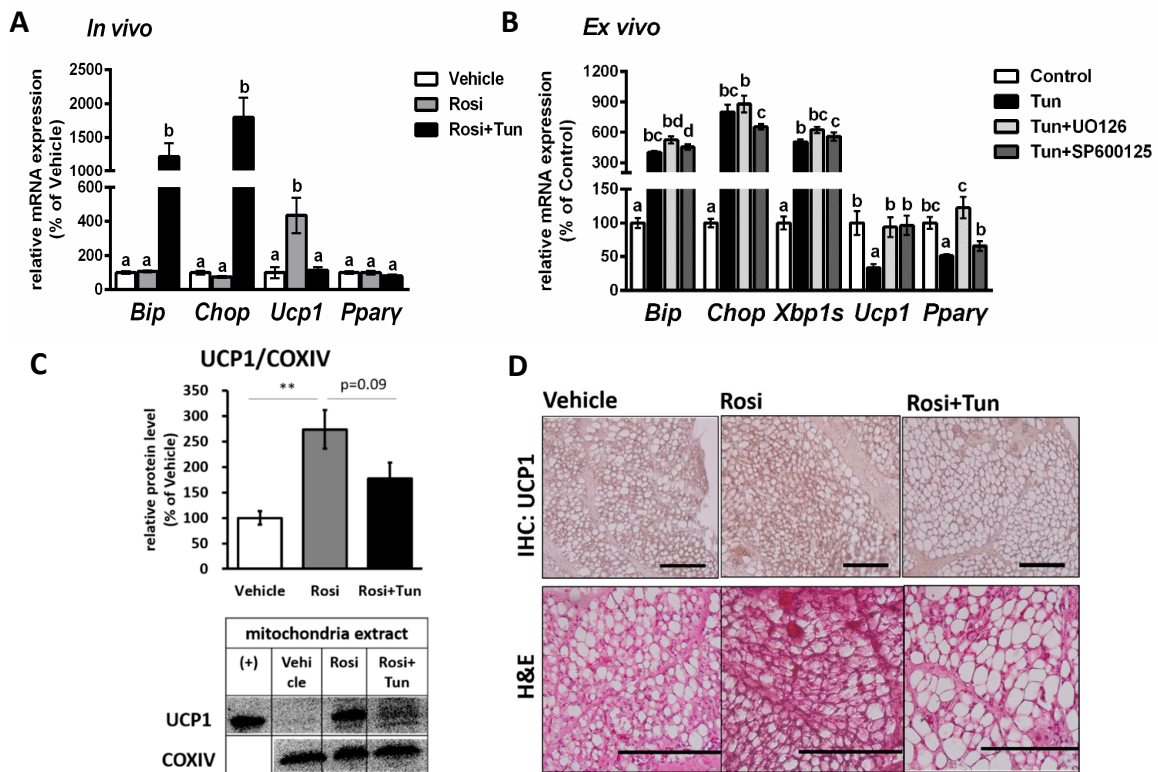 A
In vivo
relative mRNA expression
(% of Vehicle)
2500
2000
1500
1000
600
400
200
0
a a b
a a b
a b a
a a a
Bip Chop Ucp1 Pparγ
Vehicle
Rosi
Rosi+Tun
B
Ex vivo
relative mRNA expression
(% of Control)
1200
900
600
300
150
100
50
0
a bc bd d
a bc b c
a b bc c
b a b b
bc a c b
Bip Chop Xbp1s Ucp1 Pparγ
Control
Tun
Tun+UO126
Tun+SP600125
C
UCP1/COXIV
relative protein level
(% of Vehicle)
350
300
250
200
150
100
50
0
**
p=0.09
Vehicle Rosi Rosi+Tun
mitochondria extract
(+) Vehi Rosi Rosi+
cle Tun
UCP1
COXIV
D
Vehicle Rosi Rosi+Tun
IHC: UCP1
H&E